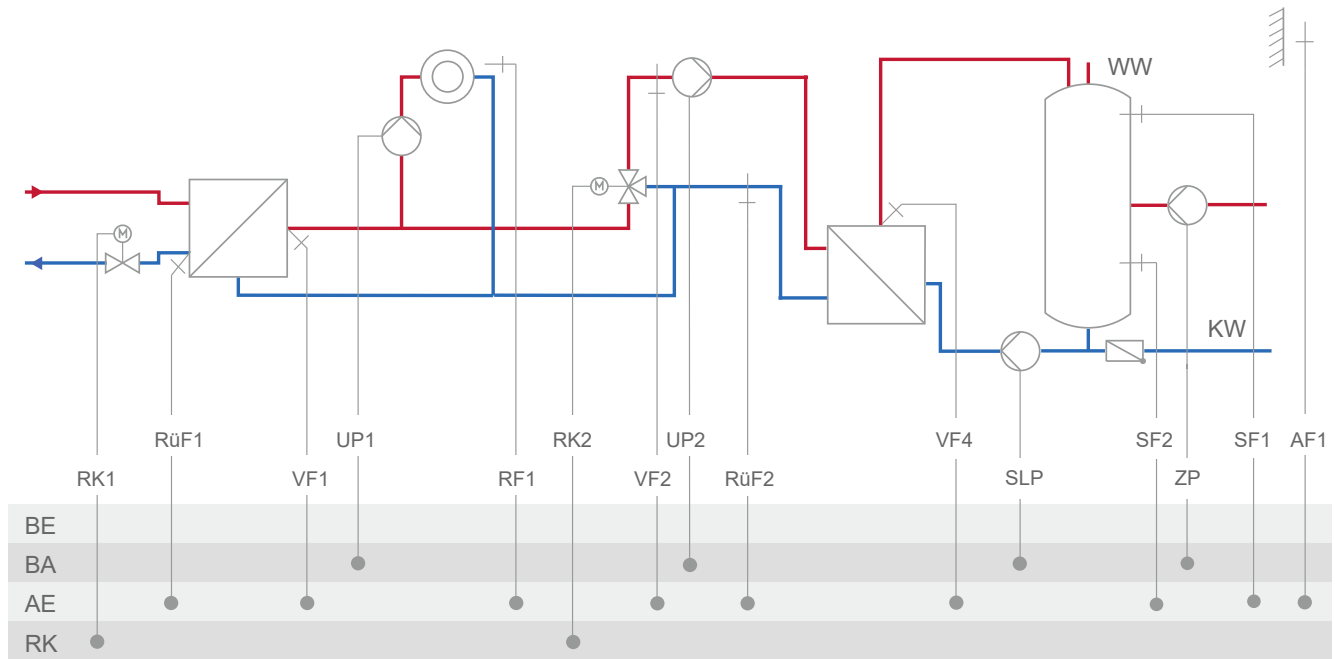 WW
M
M
KW
RüF1 UP1 RK2 UP2 VF4 SF2 SF1 AF1
RK1 VF1 RF1 VF2 RüF2 SLP ZP
BE
BA
AE
RK